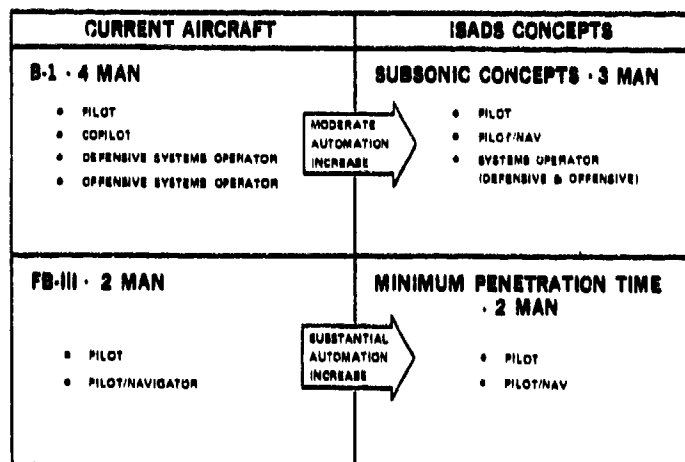 CURRENT AIRCRAFT
ISADS CONCEPTS
B-1 · 4 MAN
• PILOT
• COPILOT
• DEFENSIVE SYSTEMS OPERATOR
• OFFENSIVE SYSTEMS OPERATOR
MODERATE
AUTOMATION
INCREASE
SUBSONIC CONCEPTS · 3 MAN
• PILOT
• PILOT/NAV
• SYSTEMS OPERATOR
(DEFENSIVE & OFFENSIVE)
FB-III · 2 MAN
• PILOT
• PILOT/NAVIGATOR
SUBSTANTIAL
AUTOMATION
INCREASE
MINIMUM PENETRATION TIME
· 2 MAN
• PILOT
• PILOT/NAV